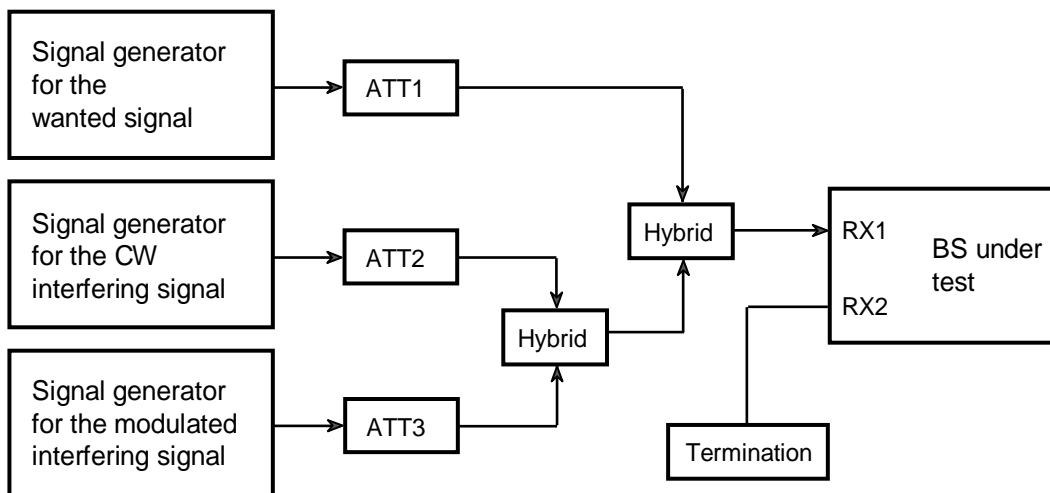 Signal generator
for the
wanted signal
ATT1
Signal generator
for the CW
interfering signal
ATT2
Signal generator
for the modulated
interfering signal
ATT3
Hybrid
Hybrid
RX1
RX2
BS under
test
Termination